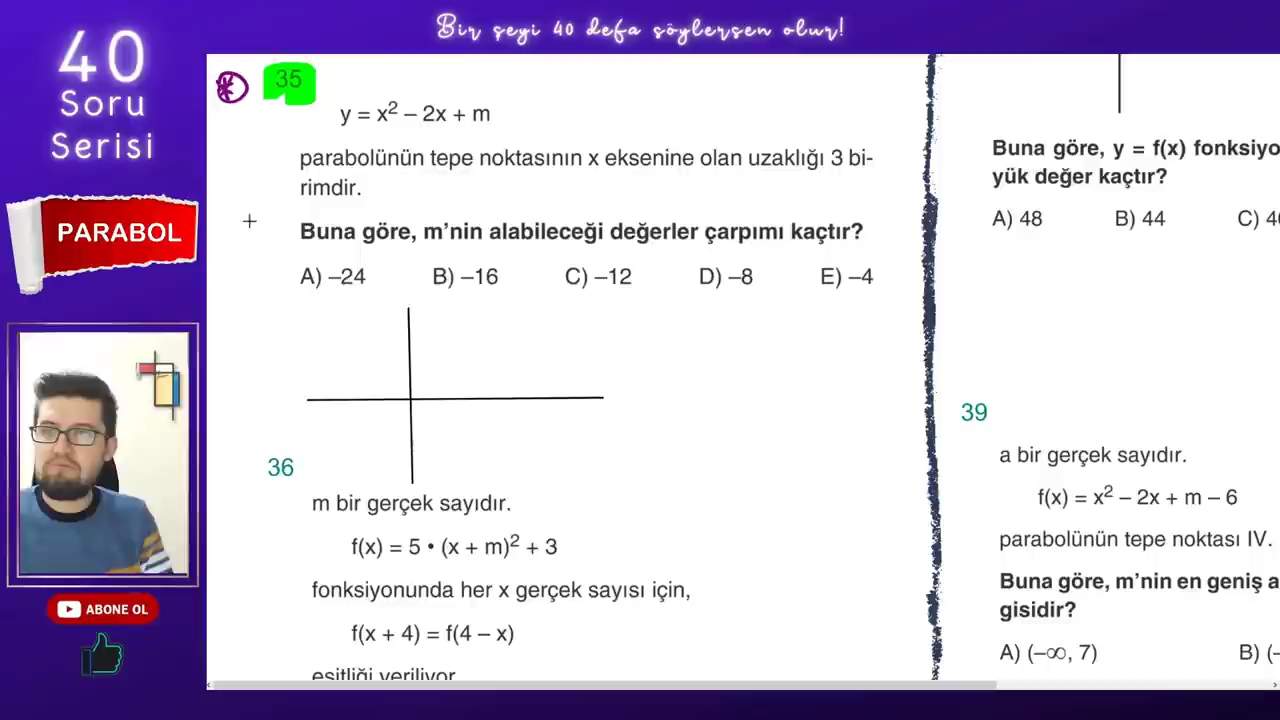 Bir şeyi 40 defa söylersen olur!
40
Soru
Serisi
PARABOL
ABONE OL
35
y = x² – 2x + m
parabolünün tepe noktasının x eksenine olan uzaklığı 3 bi-
rimdir.
Buna göre, m’nin alabileceği değerler çarpımı kaçtır?
A) –24 B) –16 C) –12 D) –8 E) –4
36
m bir gerçek sayıdır.
f(x) = 5 • (x + m)² + 3
fonksiyonunda her x gerçek sayısı için,
f(x + 4) = f(4 – x)
eşitliği veriliyor.
Buna göre, y = f(x) fonksiyo
yük değer kaçtır?
A) 48 B) 44 C) 4
39
a bir gerçek sayıdır.
f(x) = x² – 2x + m – 6
parabolünün tepe noktası IV.
Buna göre, m’nin en geniş a
gisidir?
A) (–∞, 7) B) (–